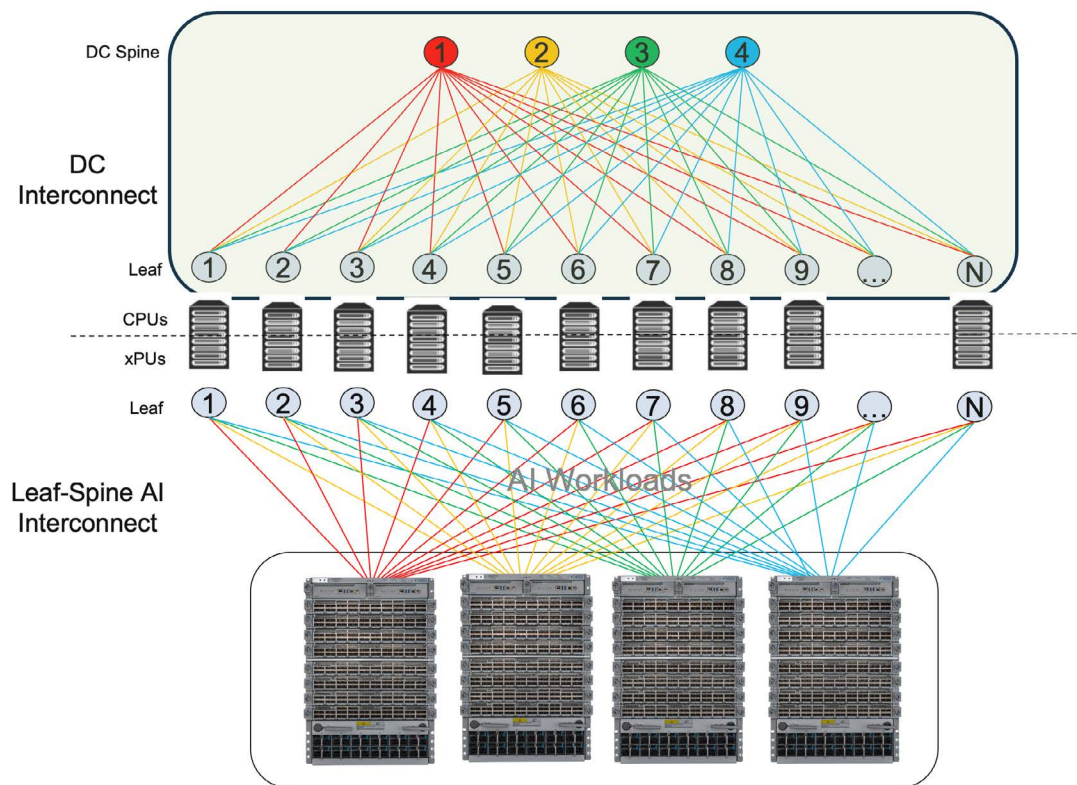 DC Spine
1 2 3 4
DC
Interconnect
Leaf
1 2 3 4 5 6 7 8 9 ... N
CPUs
xPUs
Leaf
1 2 3 4 5 6 7 8 9 ... N
AI Workloads
Leaf-Spine AI
Interconnect